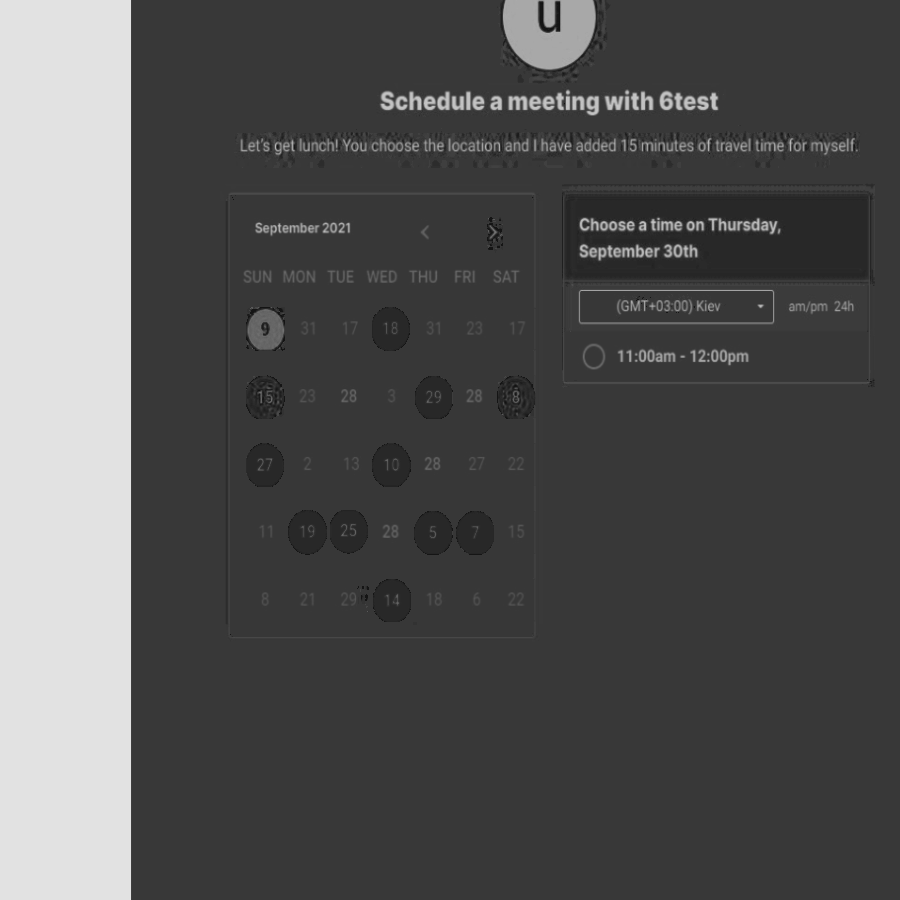 u
Schedule a meeting with 6test
Let's get lunch! You choose the location and I have added 15 minutes of travel time for myself.
September 2021
SUN MON TUE WED THU FRI SAT
9 31 17 18 31 23 17
15 23 28 3 29 28 8
27 2 13 10 28 27 22
11 19 25 28 5 7 15
8 21 29 14 18 6 22
Choose a time on Thursday,
September 30th
(GMT+03:00) Kiev am/pm 24h
11:00am - 12:00pm